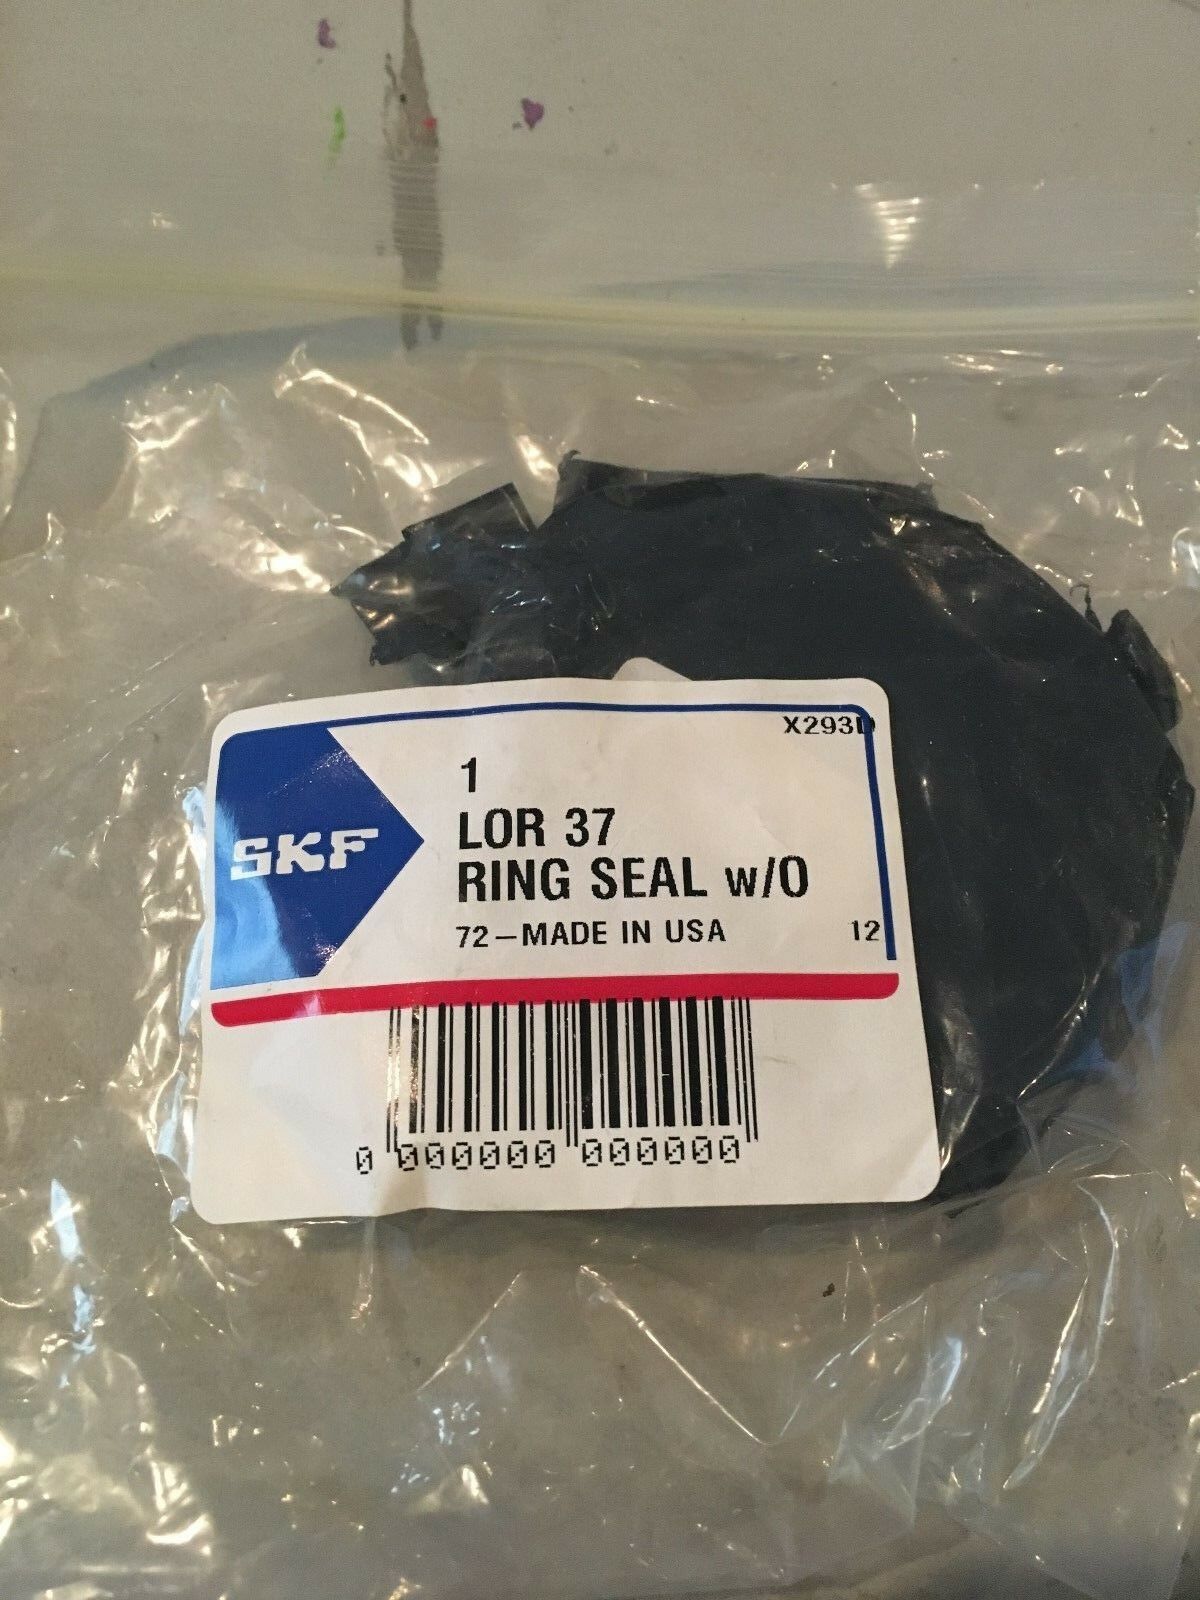 X293D
1
SKF
LOR 37
RING SEAL w/O
72-MADE IN USA 12
0 000000 000000